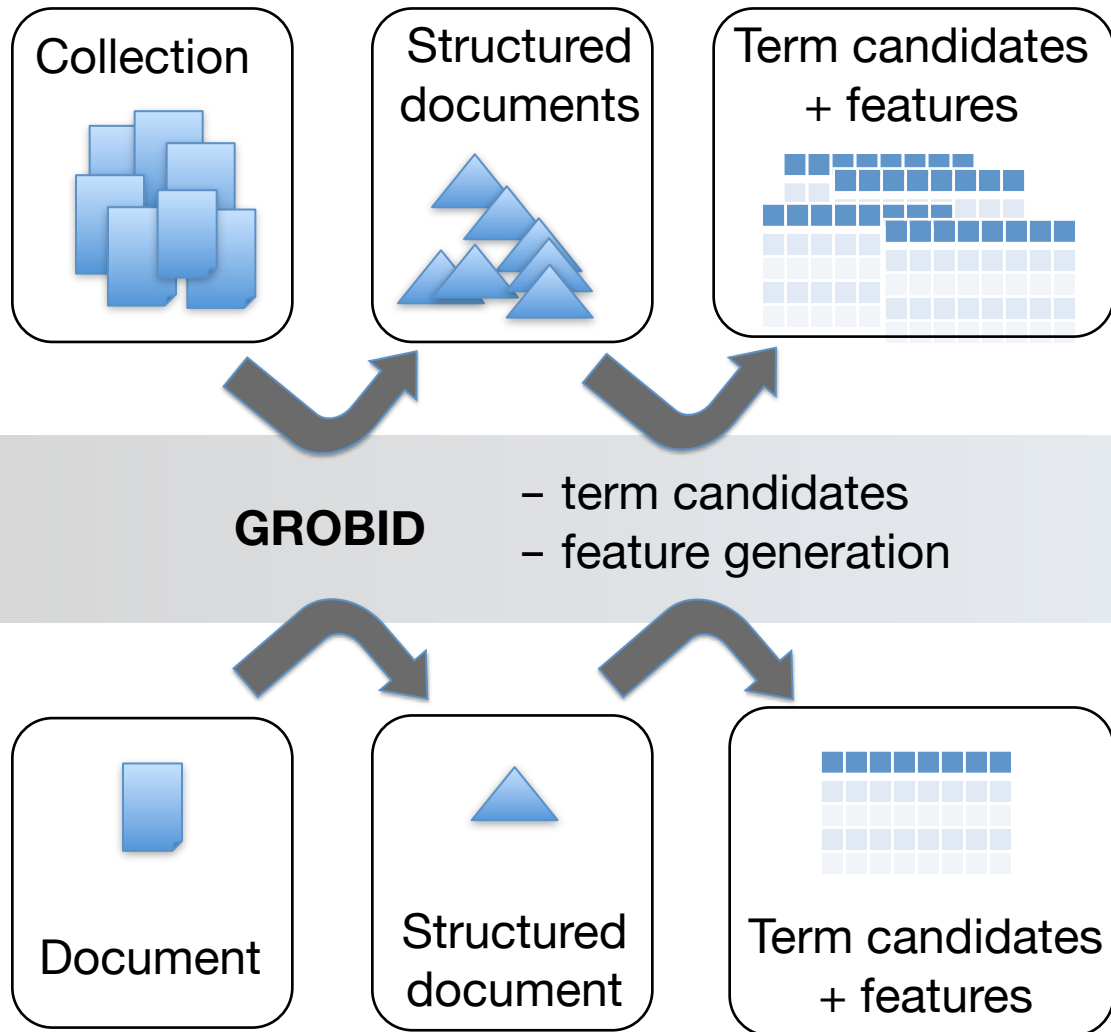 Collection
Structured
documents
Term candidates
+ features
GROBID
– term candidates
– feature generation
Document
Structured
document
Term candidates
+ features